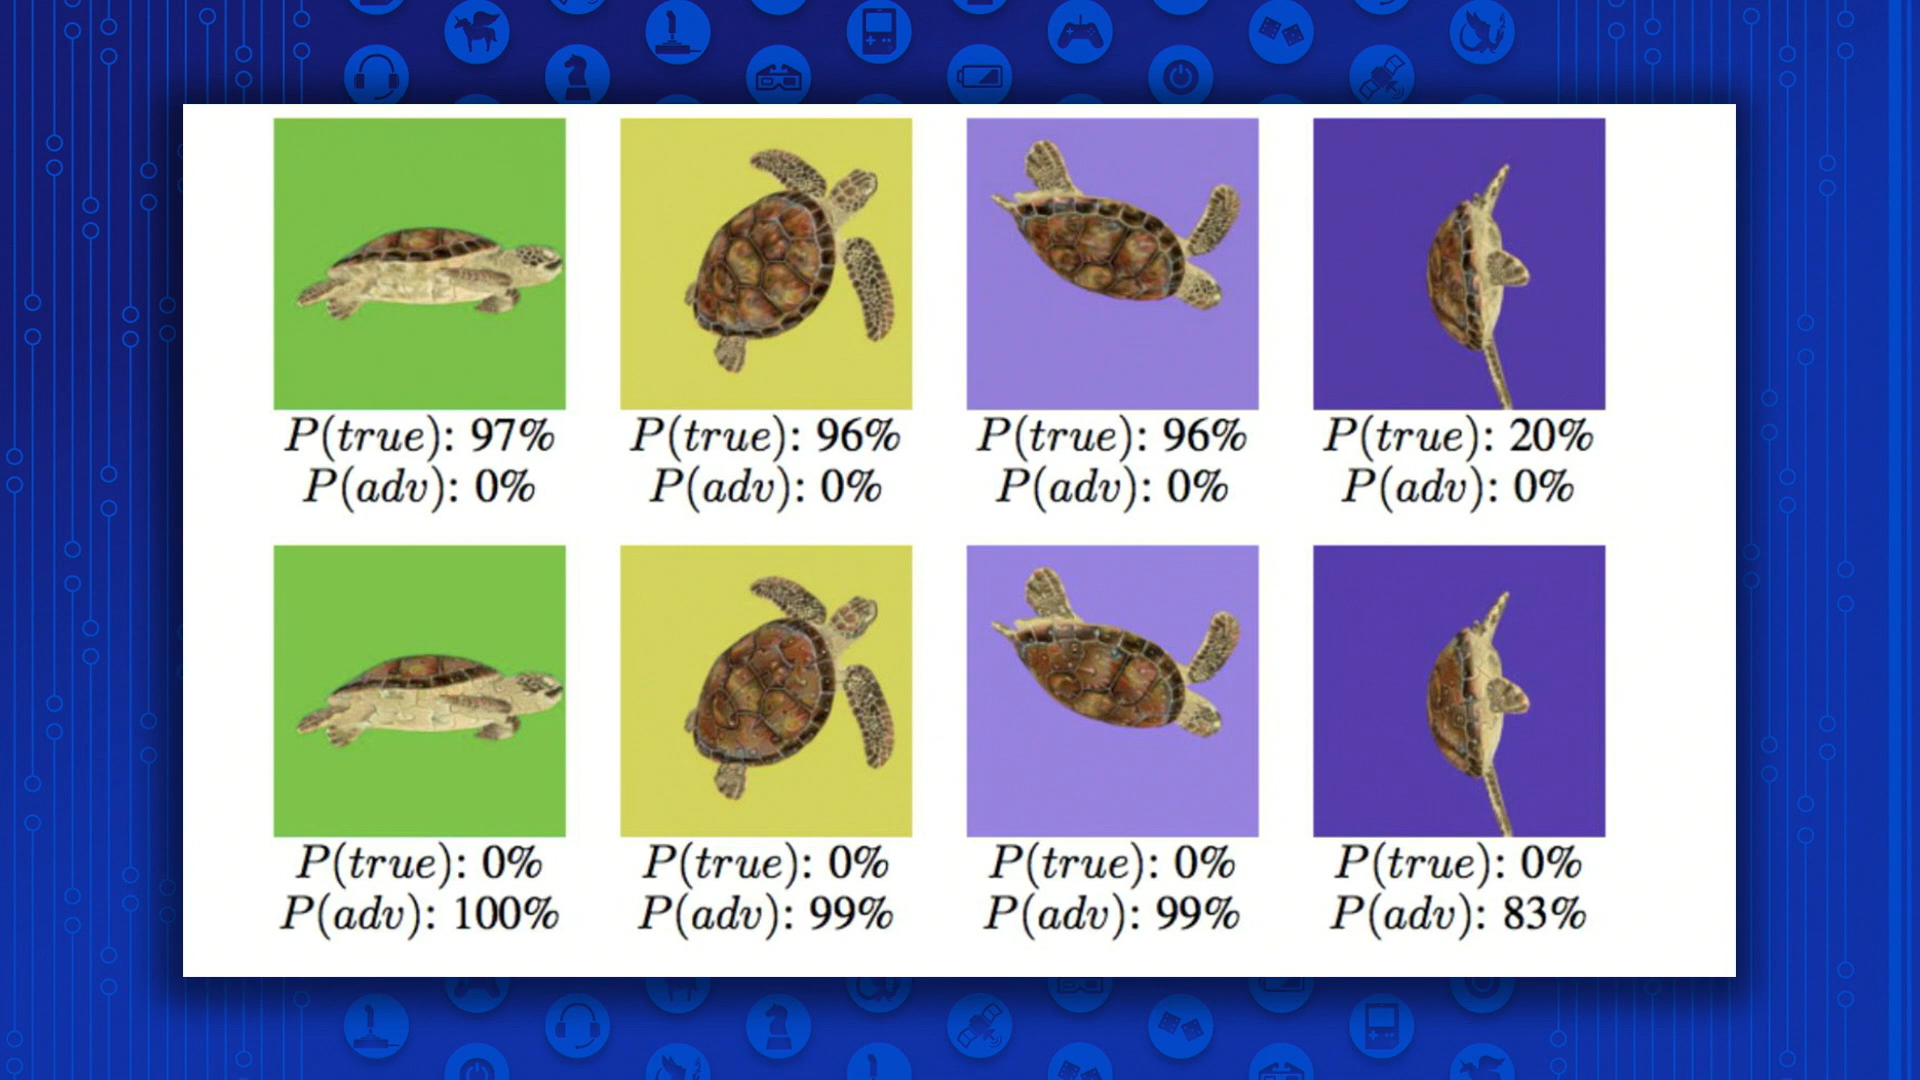 P(true): 97%
P(adv): 0%
P(true): 96%
P(adv): 0%
P(true): 96%
P(adv): 0%
P(true): 20%
P(adv): 0%
P(true): 0%
P(adv): 100%
P(true): 0%
P(adv): 99%
P(true): 0%
P(adv): 99%
P(true): 0%
P(adv): 83%